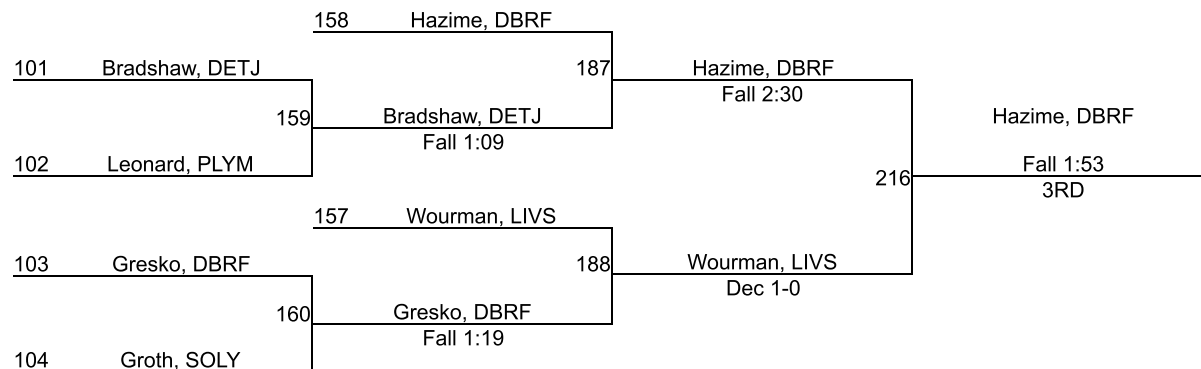 158 Hazime, DBRF
101 Bradshaw, DETJ
187 Hazime, DBRF
Fall 2:30
159 Bradshaw, DETJ
Fall 1:09
Hazime, DBRF
102 Leonard, PLYM
216 Fall 1:53
3RD
157 Wourman, LIVS
103 Gresko, DBRF
188 Wourman, LIVS
Dec 1-0
160 Gresko, DBRF
Fall 1:19
104 Groth, SOLY